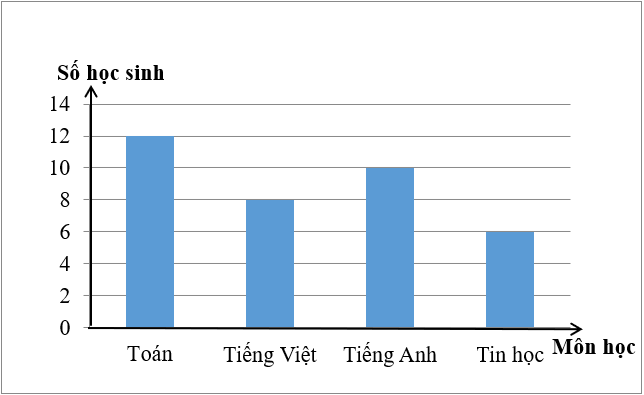 Số học sinh
14
12
10
8
6
4
2
0
Toán Tiếng Việt Tiếng Anh Tin học
Môn học